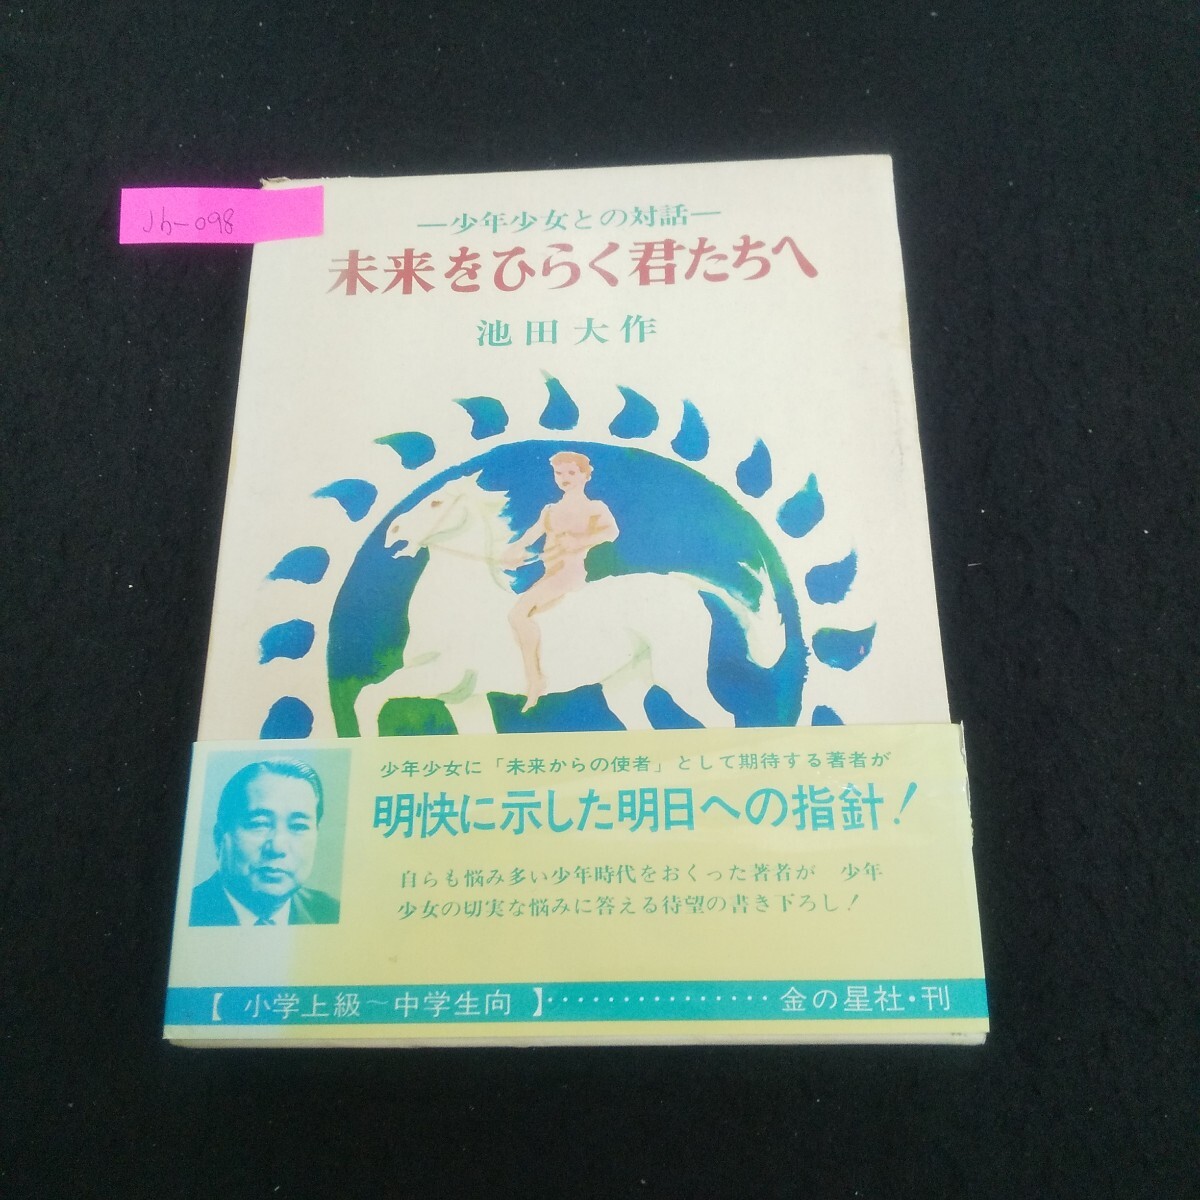 Jh-098
―少年少女との対話―
未来をひらく君たちへ
池田大作
少年少女に「未来からの使者」として期待する著者が
明快に示した明日への指針!
自らも悩み多い少年時代をおくった著者が 少年
少女の切実な悩みに答える待望の書き下ろし!
【 小学上級~中学生向 】・・・・・・・・・・・・・・・・金の星社・刊